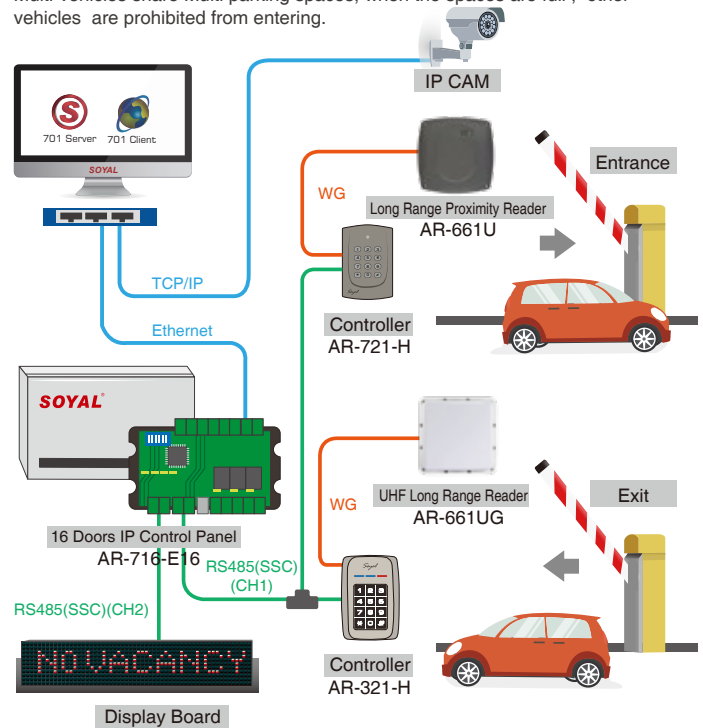 vehicles are prohibited from entering.
IP CAM
S
701 Server 701 Client
SOYAL
Entrance
WG
Long Range Proximity Reader
AR-661U
TCP/IP
Ethernet
Controller
AR-721-H
SOYAL
UHF Long Range Reader
AR-661UG
Exit
WG
16 Doors IP Control Panel
AR-716-E16
RS485(SSC)
(CH1)
RS485(SSC)(CH2)
NO VACANCY
Display Board
Controller
AR-321-H